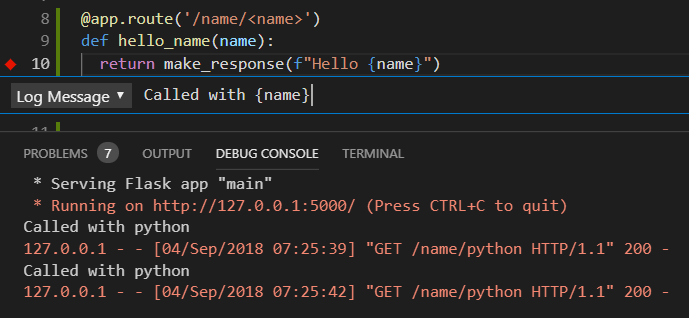 8 @app.route('/name/<name>')
9 def hello_name(name):
10 return make_response(f"Hello {name}")
Log Message ▼ Called with {name}
11
PROBLEMS 7 OUTPUT DEBUG CONSOLE TERMINAL
* Serving Flask app "main"
* Running on http://127.0.0.1:5000/ (Press CTRL+C to quit)
Called with python
127.0.0.1 - - [04/Sep/2018 07:25:39] "GET /name/python HTTP/1.1" 200 -
Called with python
127.0.0.1 - - [04/Sep/2018 07:25:42] "GET /name/python HTTP/1.1" 200 -